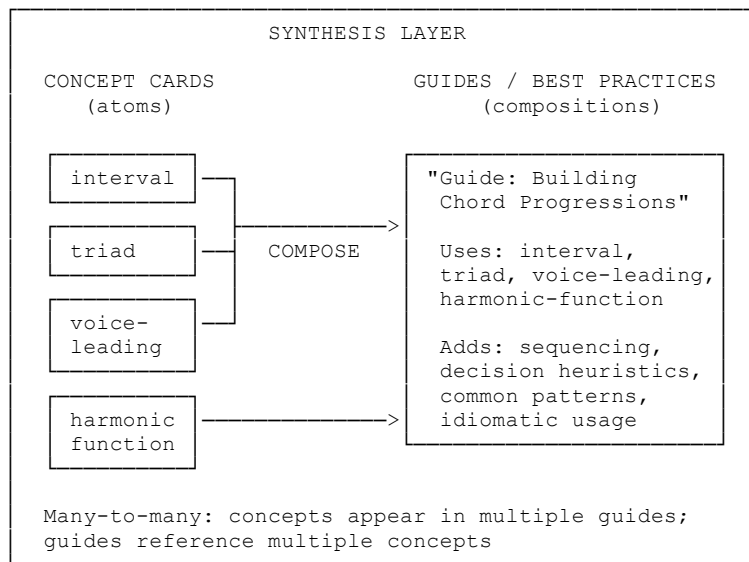 SYNTHESIS LAYER
CONCEPT CARDS
(atoms)
GUIDES / BEST PRACTICES
(compositions)
interval
triad
voice-
leading
harmonic
function
COMPOSE
"Guide: Building
Chord Progressions"
Uses: interval,
triad, voice-leading,
harmonic-function
Adds: sequencing,
decision heuristics,
common patterns,
idiomatic usage
Many-to-many: concepts appear in multiple guides;
guides reference multiple concepts